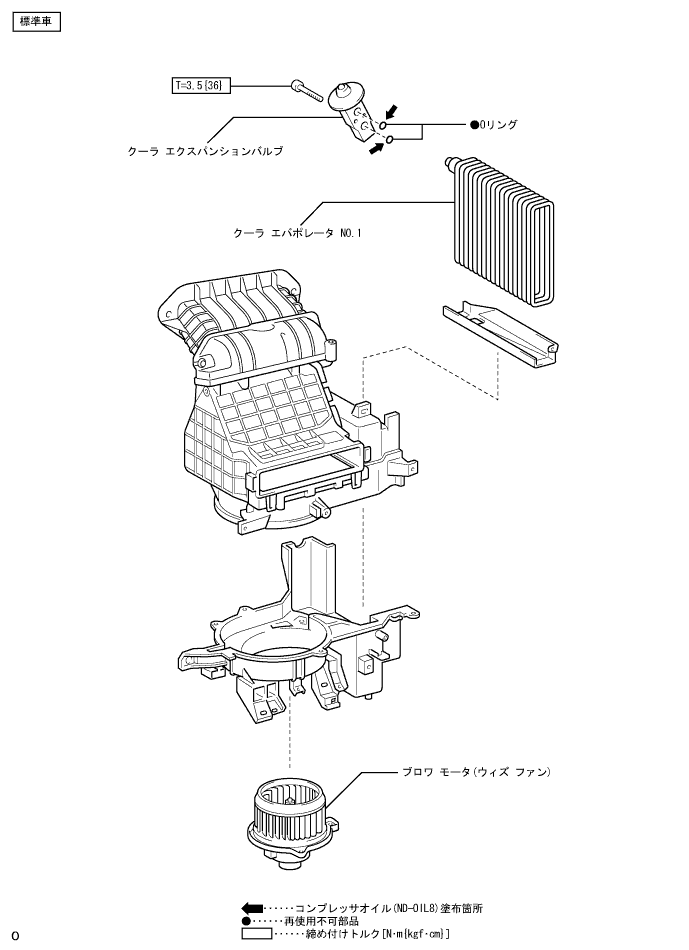 標準車
T=3.5{36}
●Oリング
クーラ エクスパンションバルブ
クーラ エバポレータ NO.1
ブロワ モータ(ウィズ ファン)
······コンプレッサオイル(ND-OIL8)塗布箇所
●······再使用不可部品
······締め付けトルク[N·m{kgf·cm}]
O